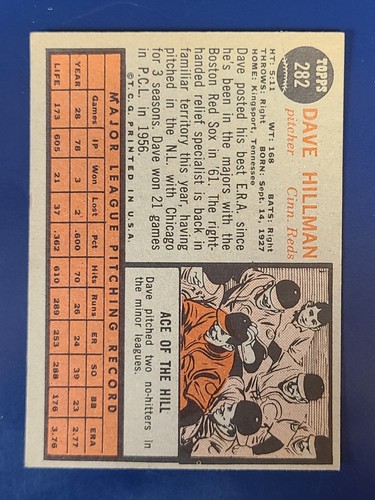 TOPPS
282
DAVE HILLMAN
pitcher Cinn. Reds
HT: 5:11 WT: 168 BATS: Right
THROWS: Right BORN: Sept. 14, 1927
HOME: Kingsport, Tennessee
Dave posted his best E.R.A. since
he's been in the majors with the
Boston Red Sox in '61. The right-
handed relief specialist is back in
familiar territory this year, having
pitched in the N.L. with Chicago
for 3 seasons. Dave won 21 games
in P.C.L. in 1956.
©T.C.G. PRINTED IN U.S.A.
ACE OF THE HILL
Dave pitched two no-hitters in
the minor leagues.
MAJOR LEAGUE PITCHING RECORD
Games IP Won Lost Pct Hits Runs ER SO BB ERA
YEAR 28 78 3 2 .600 70 26 24 39 23 2.77
LIFE 173 605 21 37 .362 610 289 253 288 176 3.76